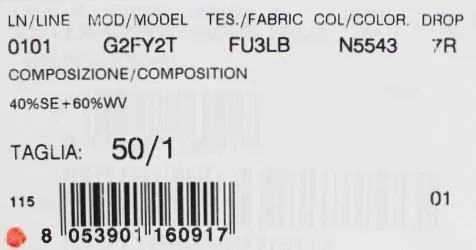 LN/LINE MOD/MODEL TES./FABRIC COL/COLOR. DROP
0101 G2FY2T FU3LB N5543 7R
COMPOSIZIONE/COMPOSITION
40%SE+60%WV
TAGLIA: 50/1
115 01
8 053901 160917